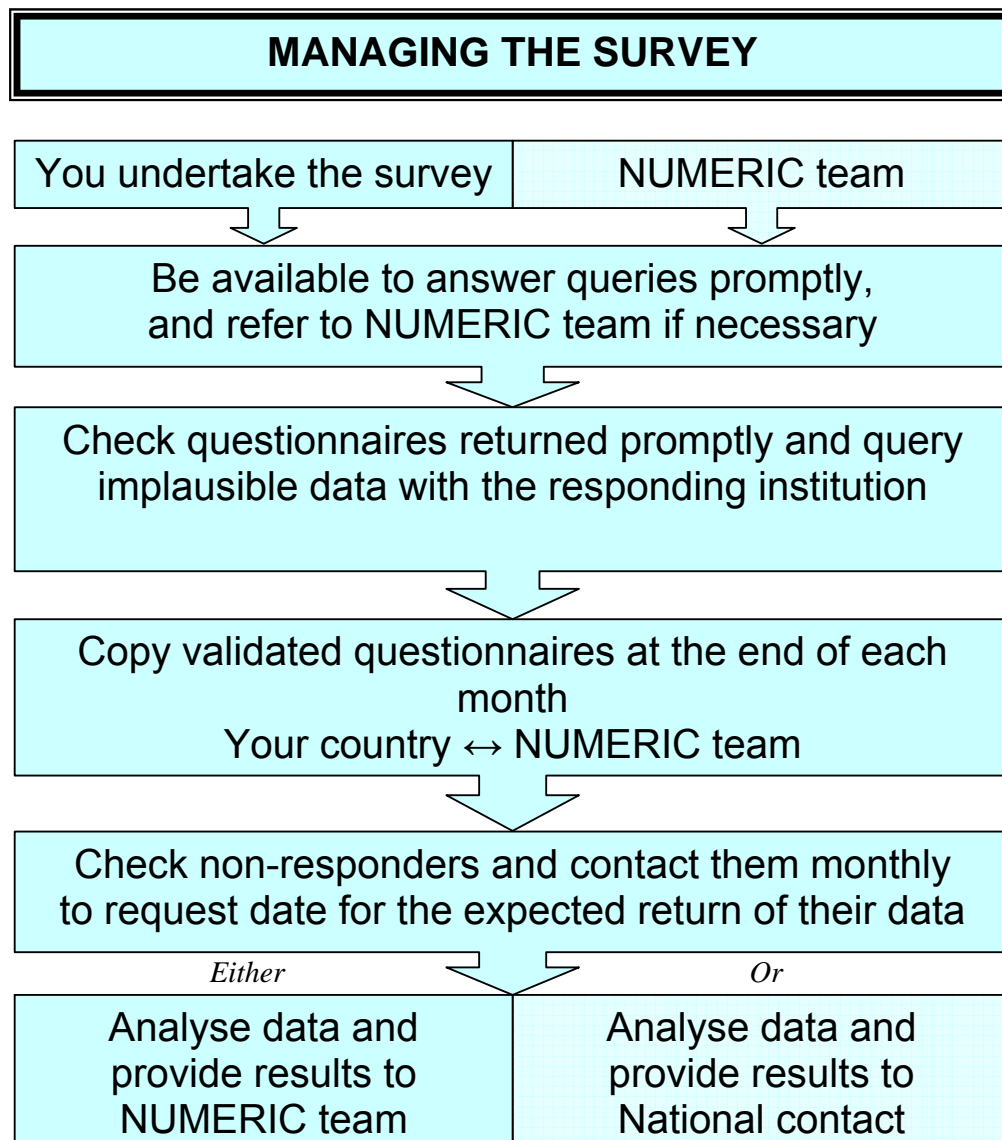 MANAGING THE SURVEY
You undertake the survey
NUMERIC team
Be available to answer queries promptly,
and refer to NUMERIC team if necessary
Check questionnaires returned promptly and query
implausible data with the responding institution
Copy validated questionnaires at the end of each
month
Your country ↔ NUMERIC team
Check non-responders and contact them monthly
to request date for the expected return of their data
Either
Or
Analyse data and
provide results to
NUMERIC team
Analyse data and
provide results to
National contact